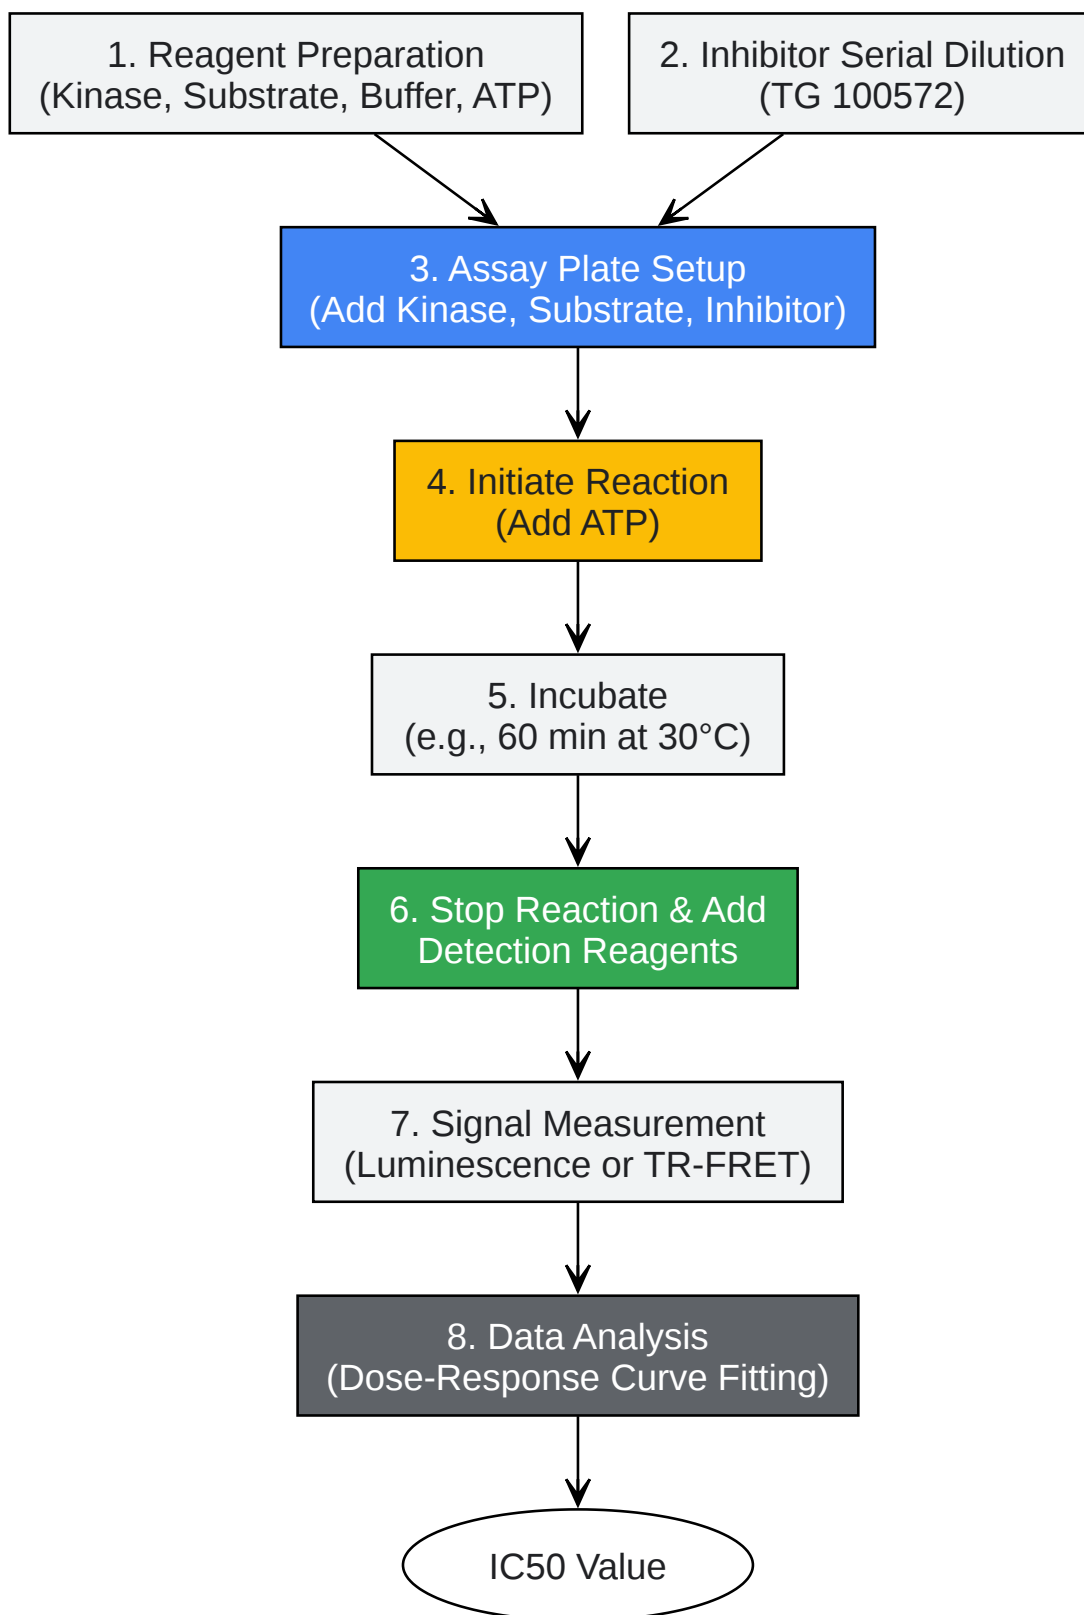 1. Reagent Preparation
(Kinase, Substrate, Buffer, ATP)
2. Inhibitor Serial Dilution
(TG 100572)
3. Assay Plate Setup
(Add Kinase, Substrate, Inhibitor)
4. Initiate Reaction
(Add ATP)
5. Incubate
(e.g., 60 min at 30°C)
6. Stop Reaction & Add
Detection Reagents
7. Signal Measurement
(Luminescence or TR-FRET)
8. Data Analysis
(Dose-Response Curve Fitting)
IC50 Value